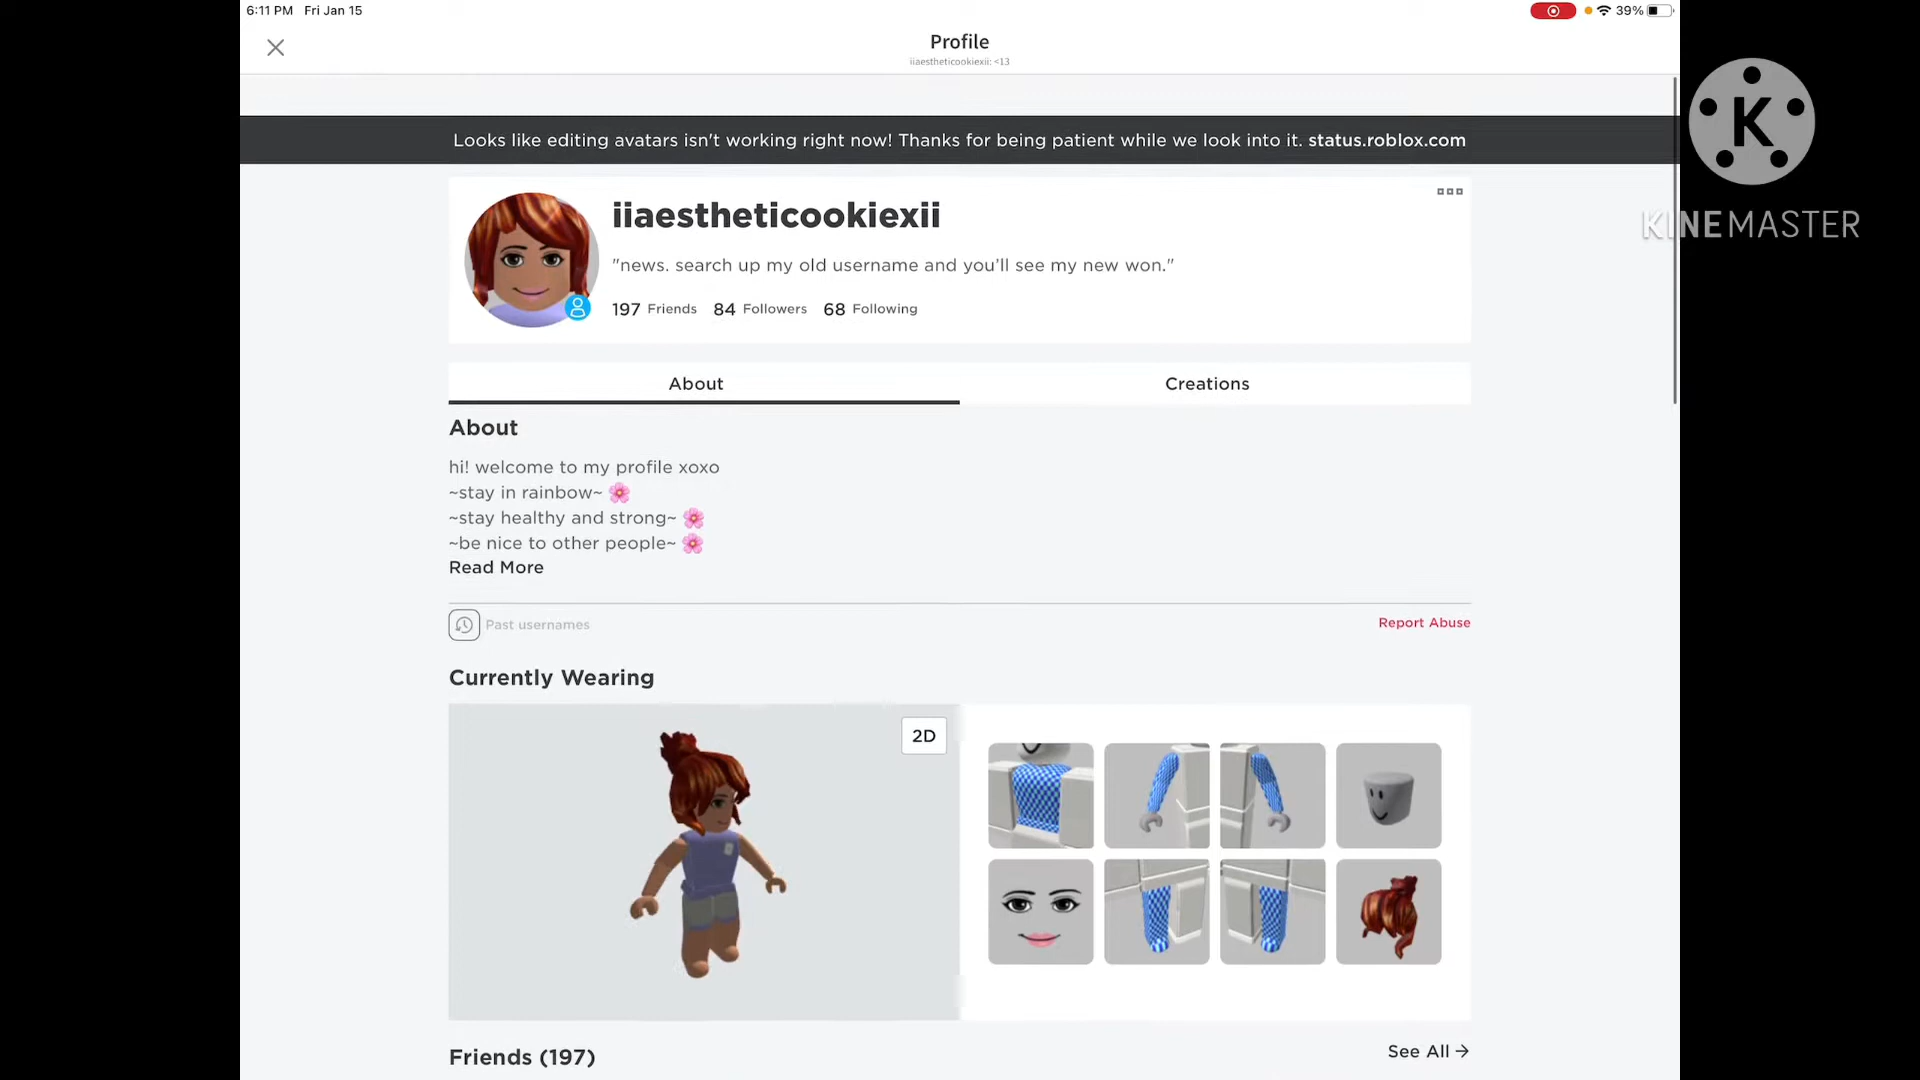 6:11 PM Fri Jan 15
39%
Profile
iiaestheticookiexii: <13
Looks like editing avatars isn't working right now! Thanks for being patient while we look into it. status.roblox.com
K
KINEMASTER
iiaestheticookiexii
"news. search up my old username and you'll see my new won."
197 Friends 84 Followers 68 Following
About
Creations
About
hi! welcome to my profile xoxo
~stay in rainbow~ 🌸
~stay healthy and strong~ 🌸
~be nice to other people~ 🌸
Read More
Past usernames
Report Abuse
Currently Wearing
2D
Friends (197)
See All →